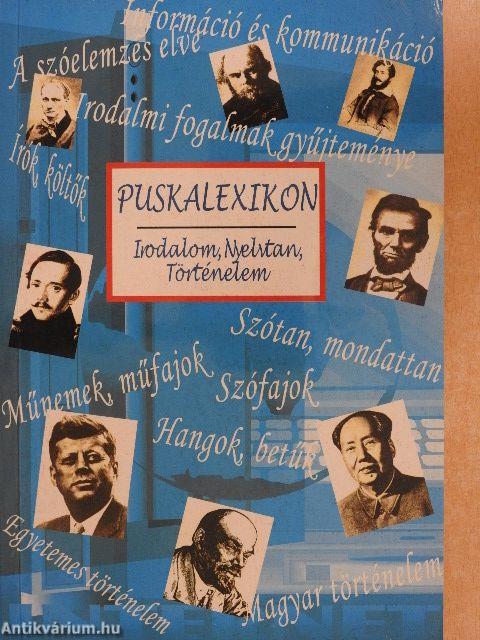 Információ és kommunikáció
A szóelemzés elve
Irodalmi fogalmak gyűjteménye
Írók, költők
PUSKALEXIKON
Irodalom, Nyelvtan,
Történelem
Szótan, mondattan
Műnemek, műfajok
Szófajok
Hangok, betűk
Egyetemes történelem
Magyar történelem
Antikvárium.hu